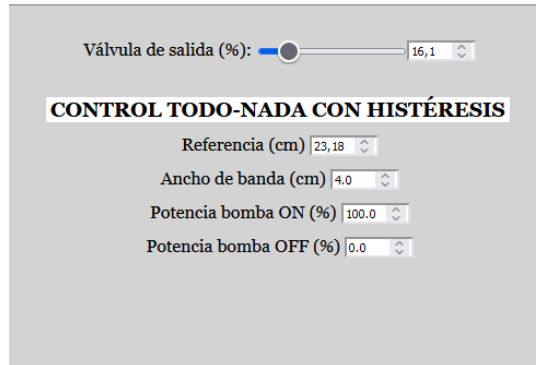 Válvula de salida (%): 16,1
CONTROL TODO-NADA CON HISTÉRESIS
Referencia (cm) 23,18
Ancho de banda (cm) 4.0
Potencia bomba ON (%) 100.0
Potencia bomba OFF (%) 0.0